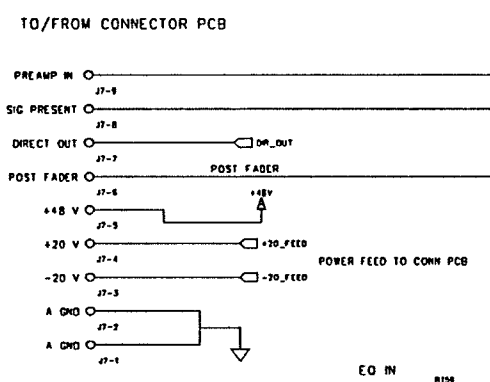 TO/FROM CONNECTOR PCB
PREAMP IN
J7-9
SIG PRESENT
J7-8
DIRECT OUT
DIR_OUT
J7-7
POST FADER
POST FADER
J7-6
+48V
+48 V
J7-5
+20 V
+20_FEED
J7-4
POWER FEED TO CONN PCB
-20 V
-20_FEED
J7-3
A GND
J7-2
A GND
J7-1
EQ IN
R158